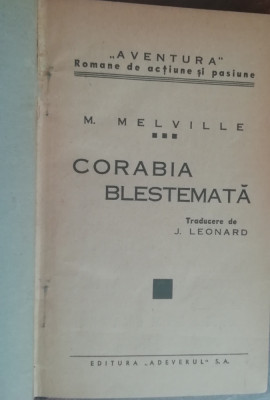 „AVENTURA"
Romane de acțiune și pasiune
M. MELVILLE
CORABIA
BLESTEMATĂ
Traducere de
J. LEONARD
EDITURA „ADEVERUL" S.A.